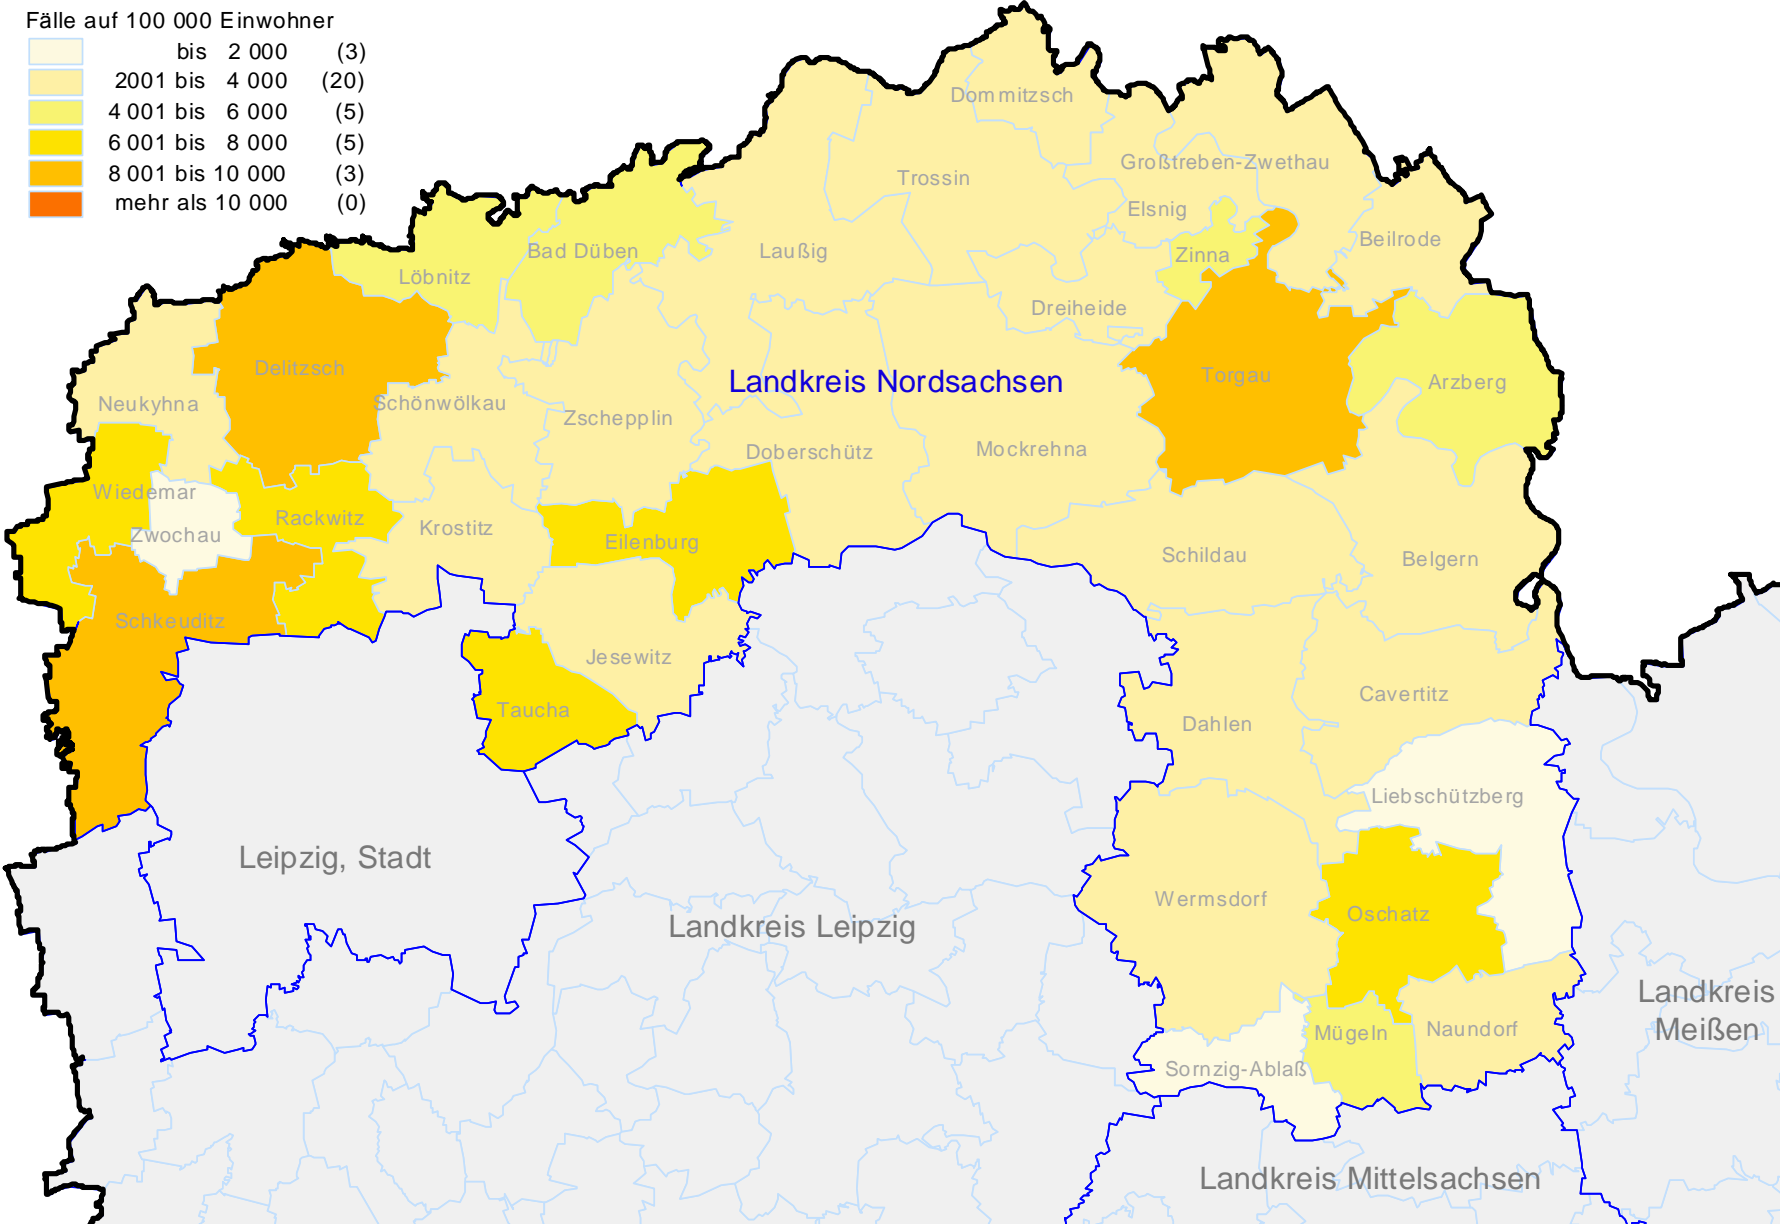 Fälle auf 100 000 Einwohner
bis 2 000 (3)
2001 bis 4 000 (20)
4 001 bis 6 000 (5)
6 001 bis 8 000 (5)
8 001 bis 10 000 (3)
mehr als 10 000 (0)
Dommitzsch
Großtreben-Zwethau
Trossin
Elsnig
Beilrode
Bad Düben
Laußig
Zinna
Löbnitz
Dreiheide
Delitzsch
Torgau
Landkreis Nordsachsen
Arzberg
Neukyhna
Schönwölkau
Zschepplin
Doberschütz
Mockrehna
Wiedemar
Rackwitz
Krostitz
Zwochau
Eilenburg
Schildau
Belgern
Schkeuditz
Jesewitz
Cavertitz
Taucha
Dahlen
Liebschützberg
Leipzig, Stadt
Wermsdorf
Oschatz
Landkreis Leipzig
Landkreis
Meißen
Mügeln
Naundorf
Sornzig-Ablaß
Landkreis Mittelsachsen